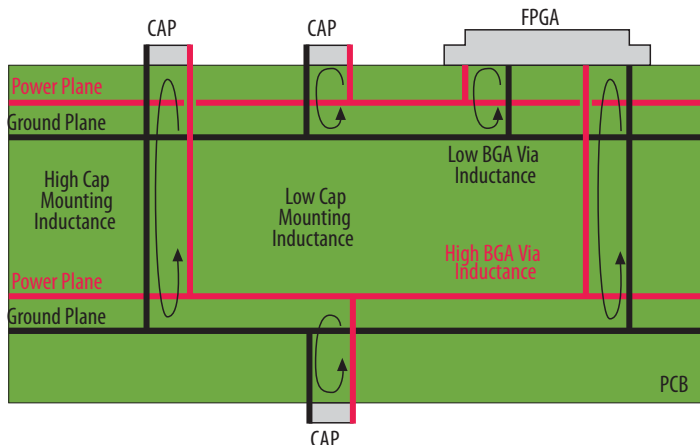 CAP
CAP
FPGA
Power Plane
Ground Plane
High Cap
Mounting
Inductance
Low Cap
Mounting
Inductance
Low BGA Via
Inductance
High BGA Via
Inductance
Power Plane
Ground Plane
PCB
CAP